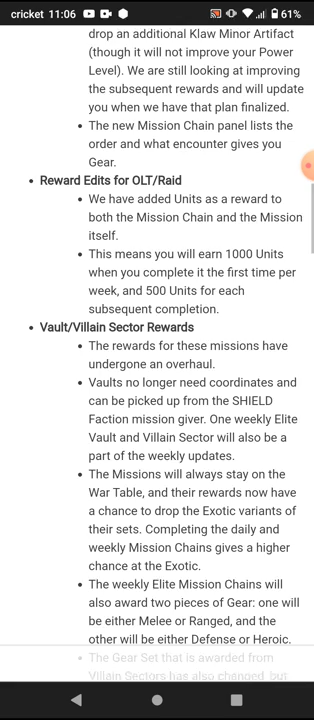 cricket 11:06 61%
drop an additional Klaw Minor Artifact
(though it will not improve your Power
Level). We are still looking at improving
the subsequent rewards and will update
you when we have that plan finalized.
• The new Mission Chain panel lists the
order and what encounter gives you
Gear.
• Reward Edits for OLT/Raid
• We have added Units as a reward to
both the Mission Chain and the Mission
itself.
• This means you will earn 1000 Units
when you complete it the first time per
week, and 500 Units for each
subsequent completion.
• Vault/Villain Sector Rewards
• The rewards for these missions have
undergone an overhaul.
• Vaults no longer need coordinates and
can be picked up from the SHIELD
Faction mission giver. One weekly Elite
Vault and Villain Sector will also be a
part of the weekly updates.
• The Missions will always stay on the
War Table, and their rewards now have
a chance to drop the Exotic variants of
their sets. Completing the daily and
weekly Mission Chains gives a higher
chance at the Exotic.
• The weekly Elite Mission Chains will
also award two pieces of Gear: one will
be either Melee or Ranged, and the
other will be either Defense or Heroic.
• The Gear Set that is awarded from
Villain Sectors has also changed, but